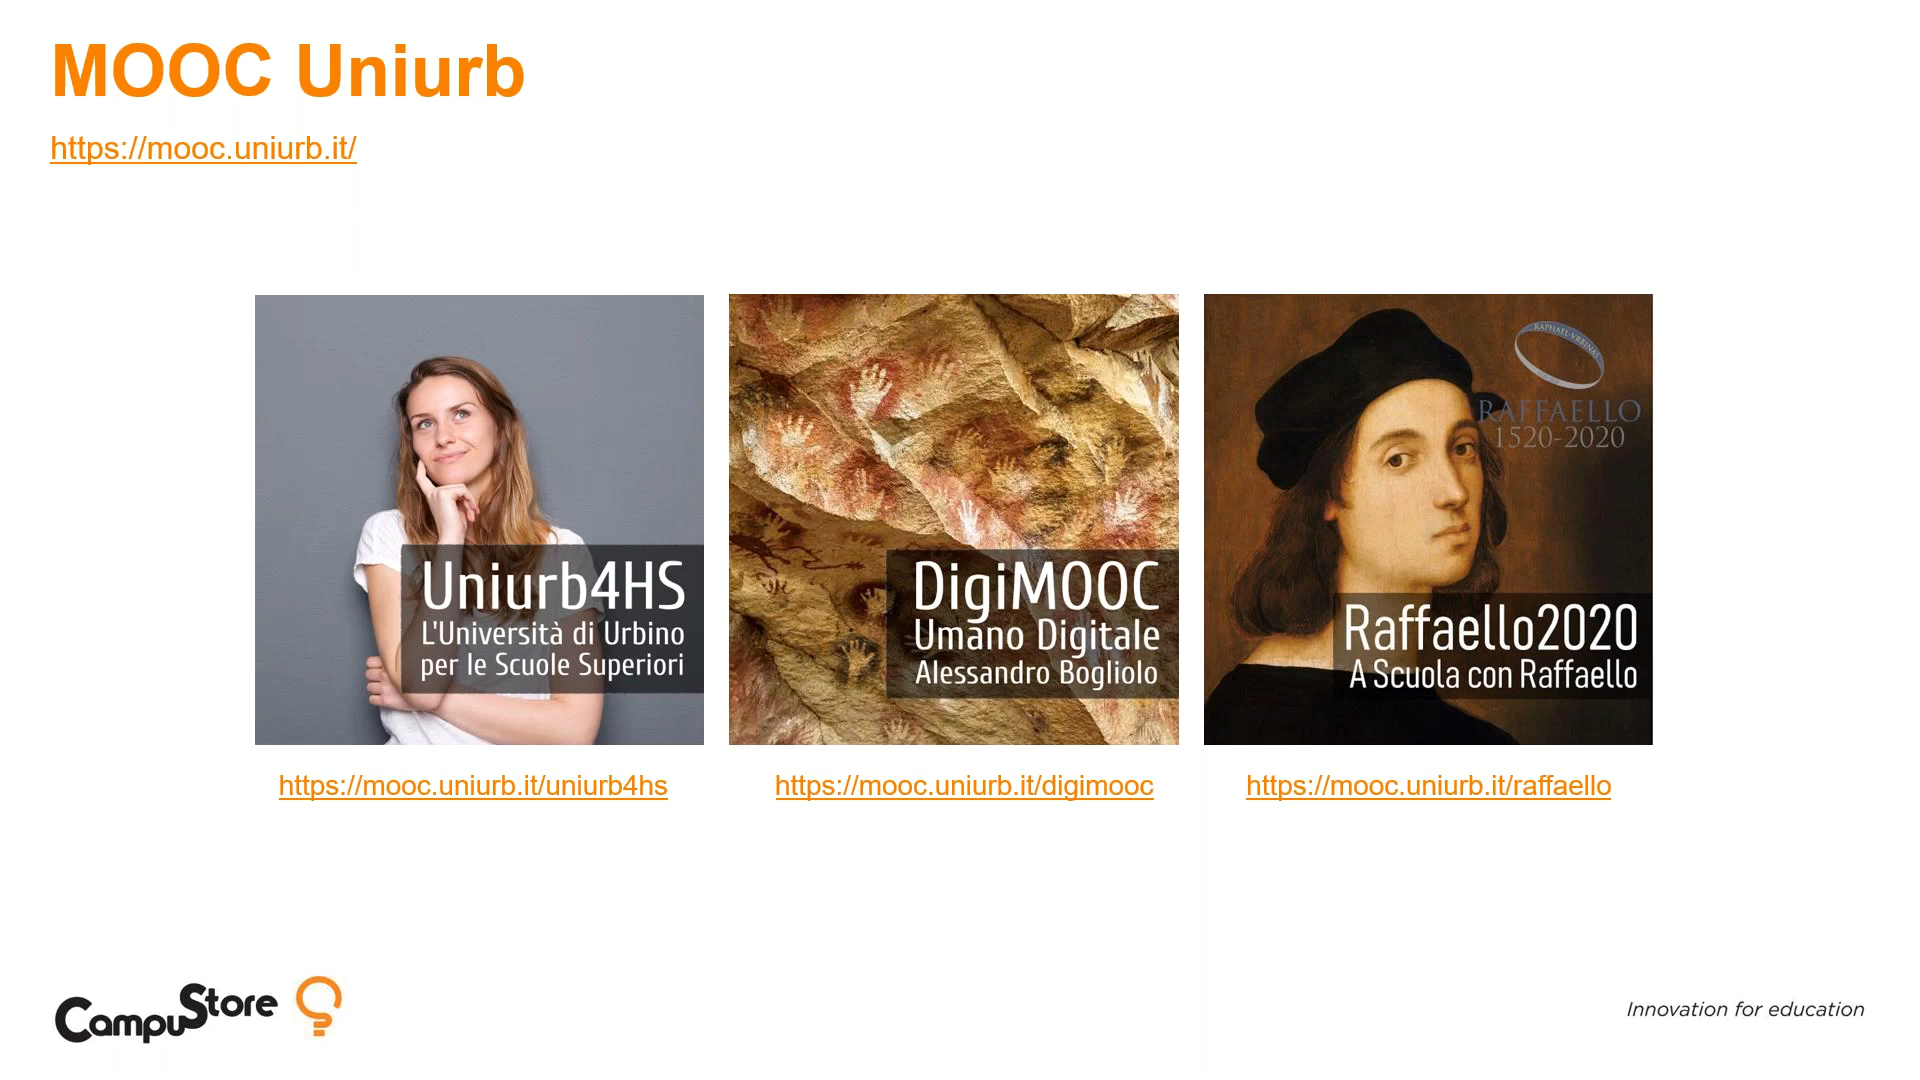 MOOC Uniurb
https://mooc.uniurb.it/
Uniurb4HS
L'Università di Urbino
per le Scuole Superiori
DigiMOOC
Umano Digitale
Alessandro Bogliolo
RAPHAEL·VRBINAS
RAFFAELLO
1520-2020
Raffaello2020
A Scuola con Raffaello
https://mooc.uniurb.it/uniurb4hs
https://mooc.uniurb.it/digimooc
https://mooc.uniurb.it/raffaello
CampuStore
Innovation for education